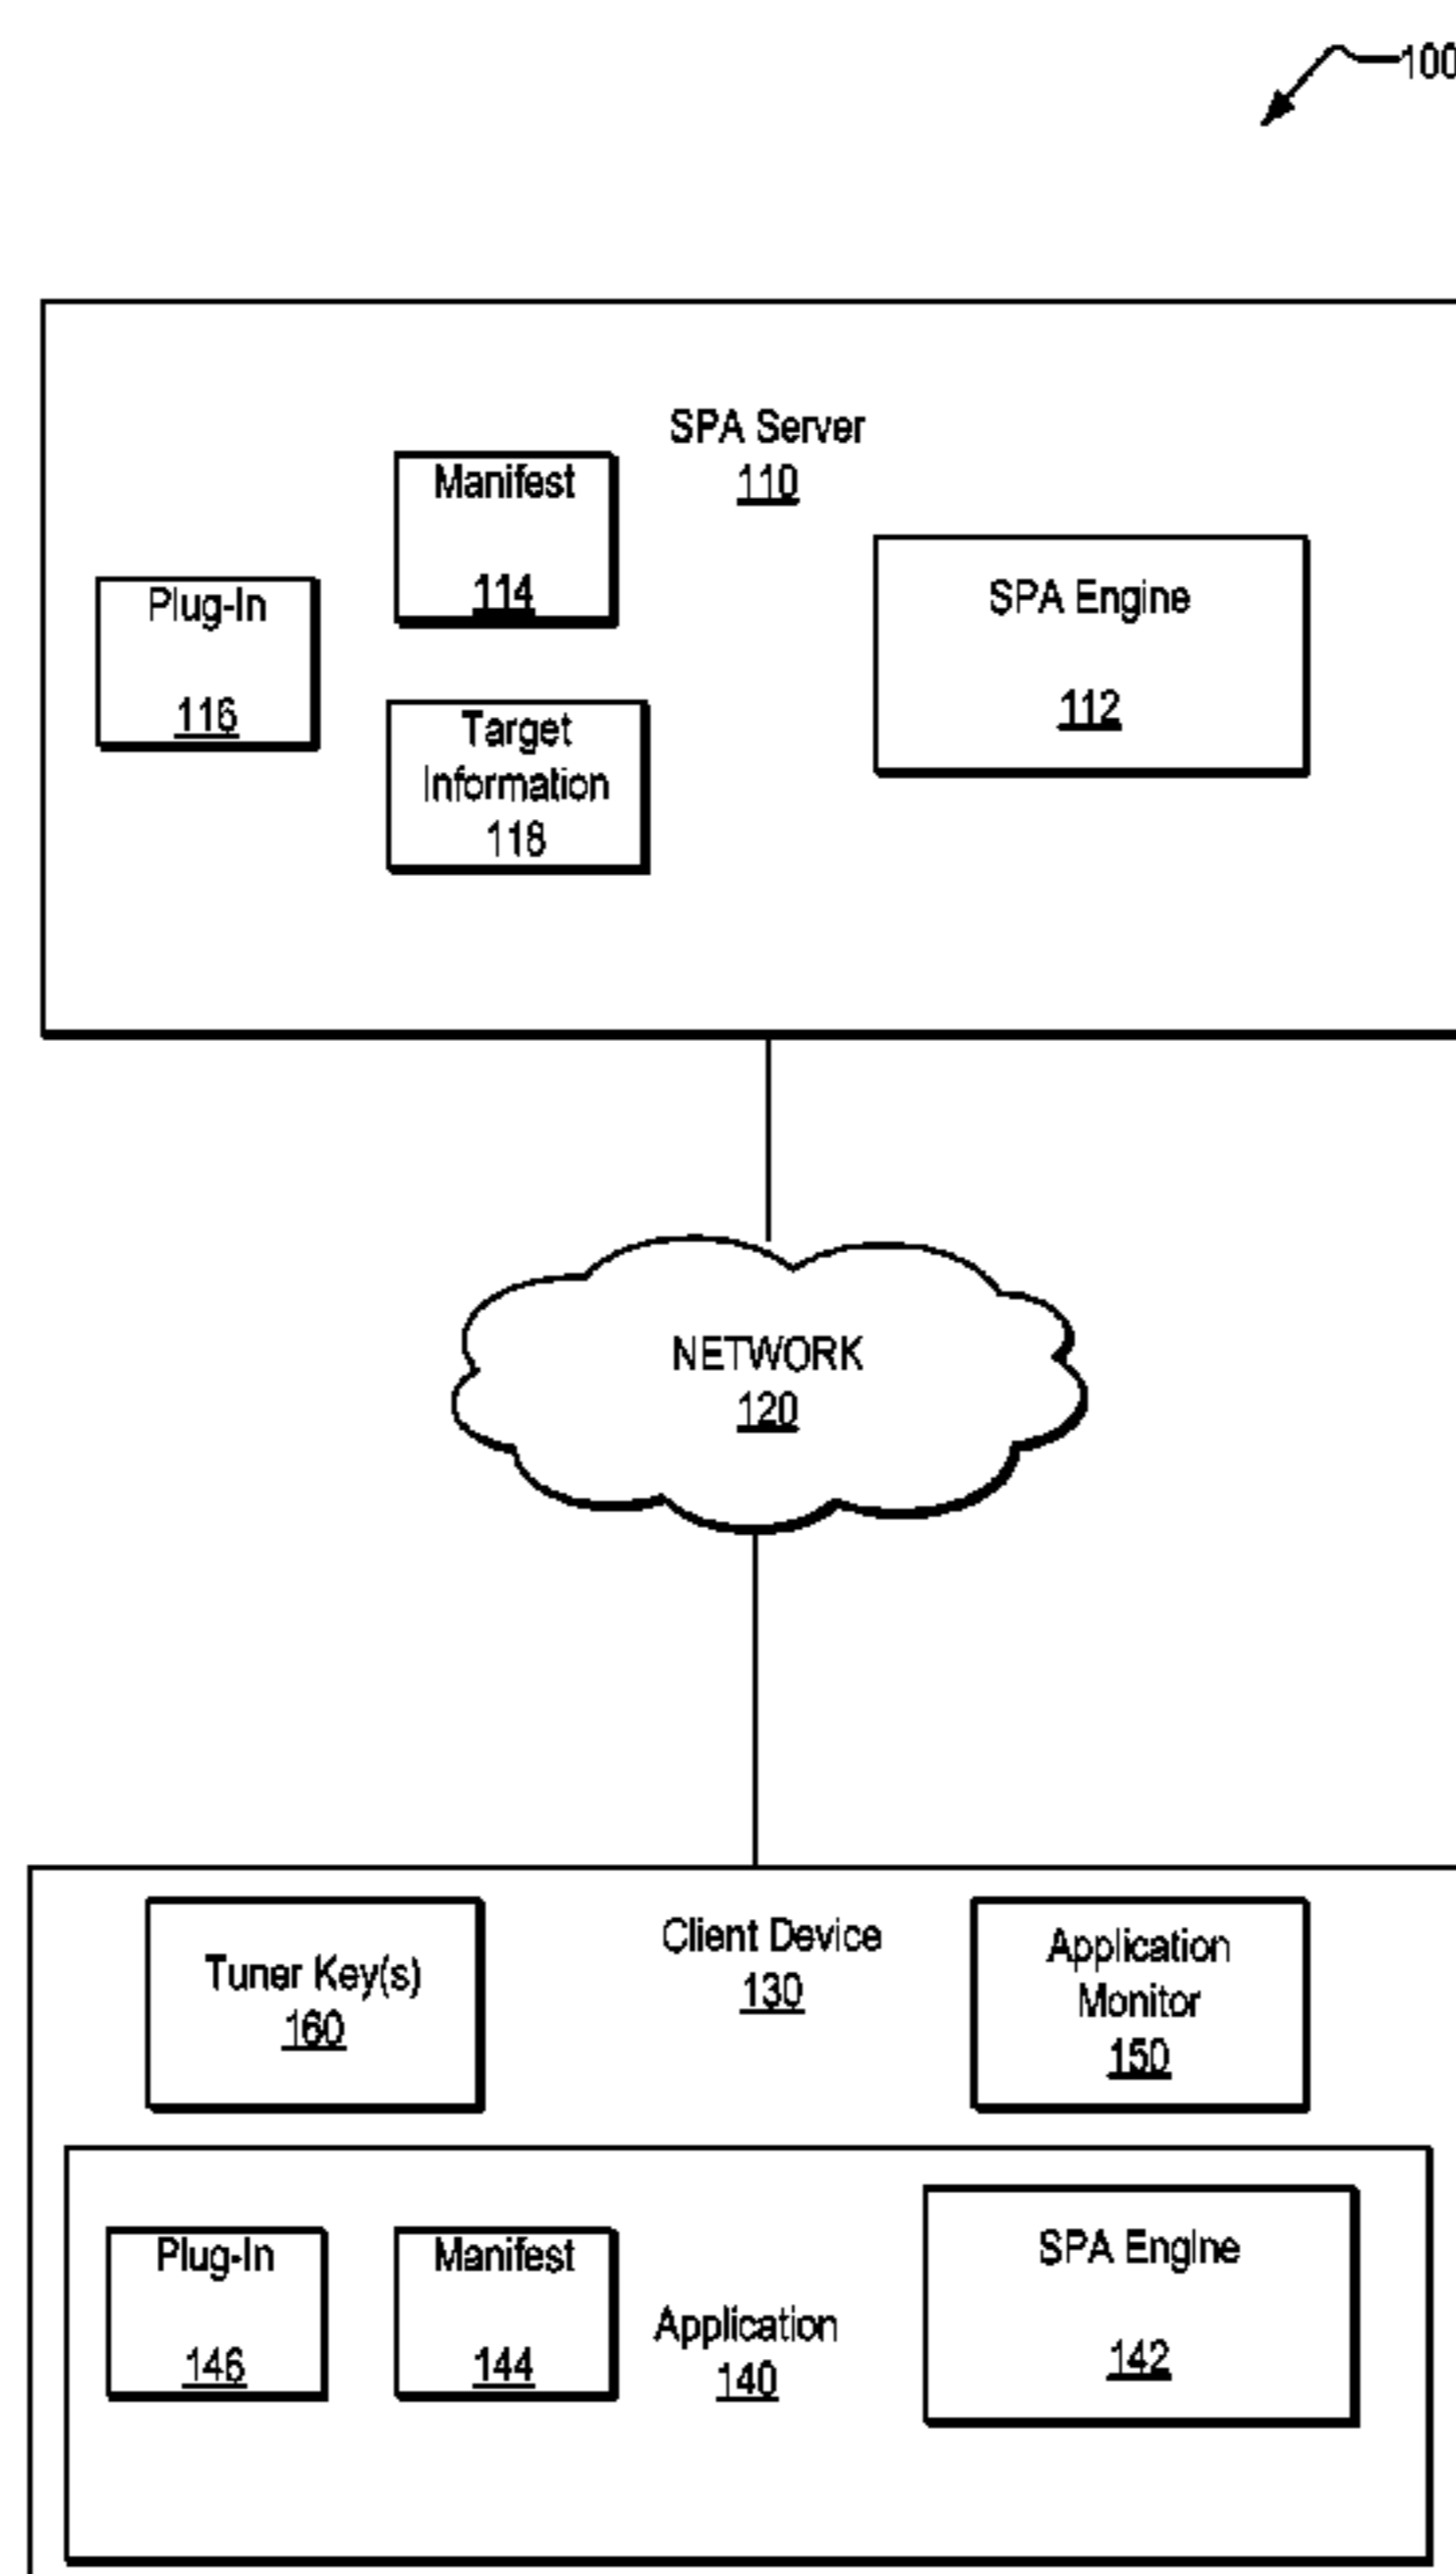 100
SPA Server
110
Manifest
114
Plug-In
116
Target
Information
118
SPA Engine
112
NETWORK
120
Client Device
130
Tuner Key(s)
160
Application
Monitor
150
Plug-In
146
Manifest
144
Application
140
SPA Engine
142